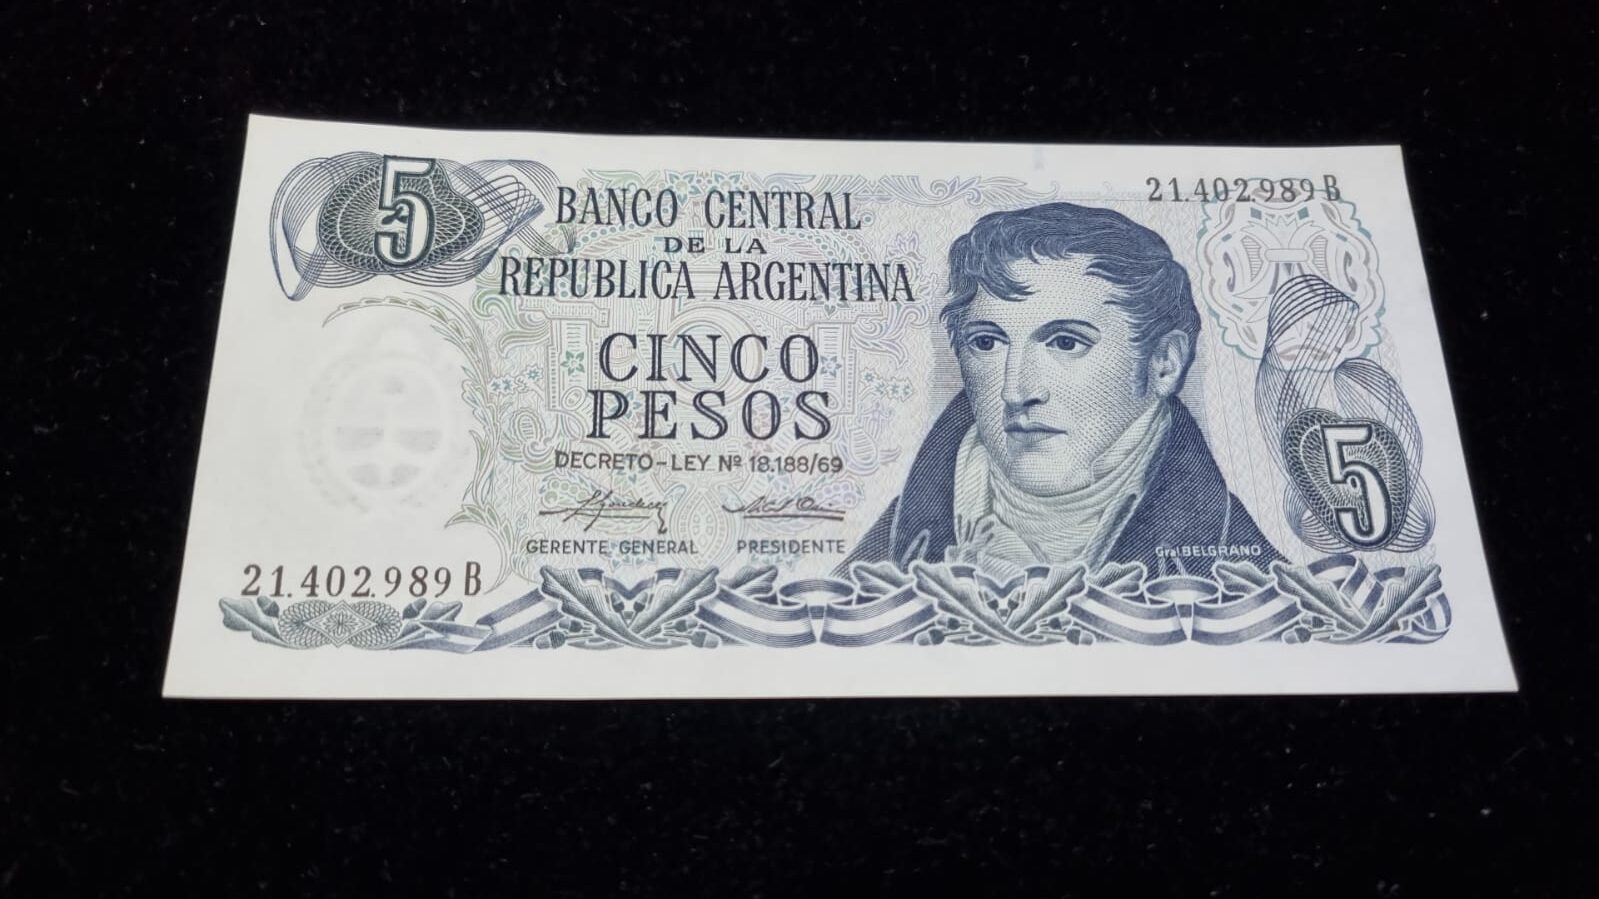 5
BANCO CENTRAL
DE LA
REPUBLICA ARGENTINA
21.402.989 B
CINCO
PESOS
DECRETO-LEY Nº 18.188/69
GERENTE GENERAL PRESIDENTE
Gral. BELGRANO
5
21.402.989 B